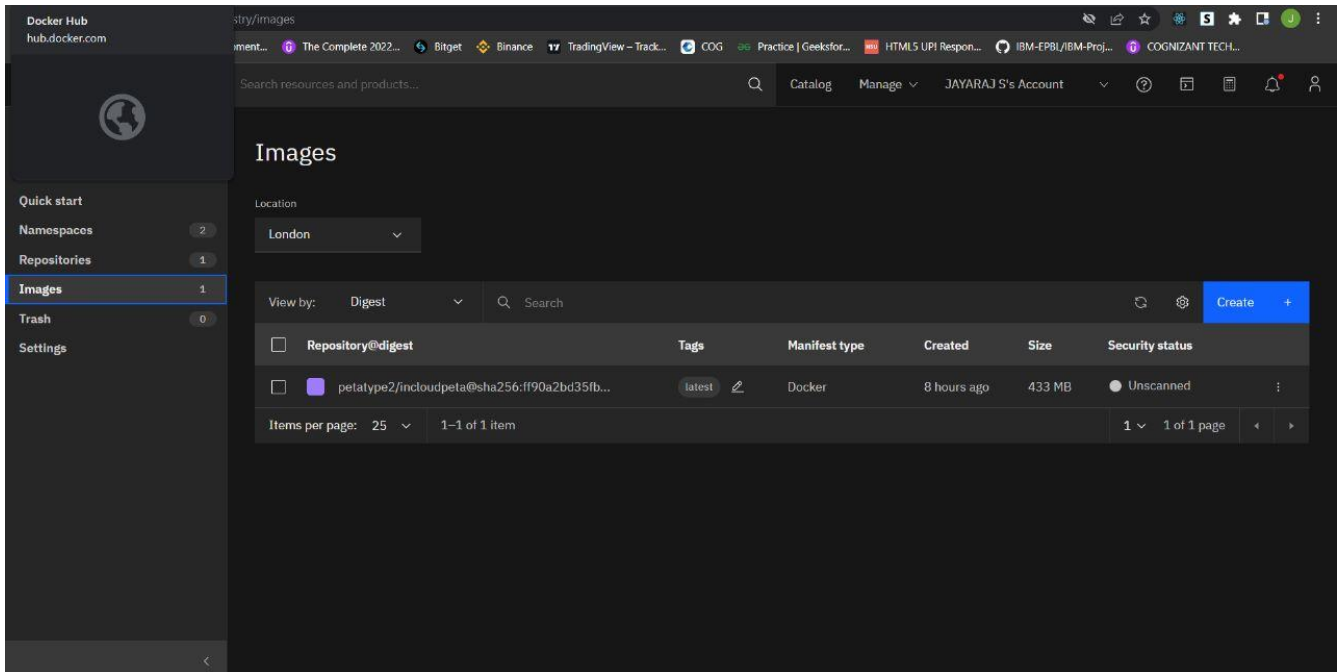 Docker Hub
hub.docker.com
stry/images
ment... The Complete 2022... Bitget Binance TradingView – Track... COG Practice | Geeksfor... HTML5 UPI Respon... IBM-EPBL/IBM-Proj... COGNIZANT TECH...
Search resources and products... Catalog Manage JAYARAJ S's Account
Images
Quick start
Namespaces 2
Repositories 1
Images 1
Trash 0
Settings
Location
London
View by: Digest Search Create +
Repository@digest Tags Manifest type Created Size Security status
petatype2/incloudpeta@sha256:ff90a2bd35fb... latest Docker 8 hours ago 433 MB Unscanned
Items per page: 25 1–1 of 1 item 1 1 of 1 page